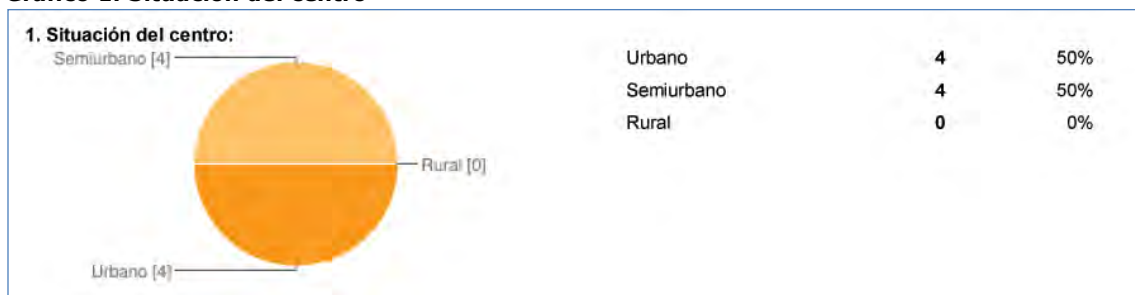 1. Situación del centro:
Semiurbano [4]
Rural [0]
Urbano [4]
Urbano 4 50%
Semiurbano 4 50%
Rural 0 0%